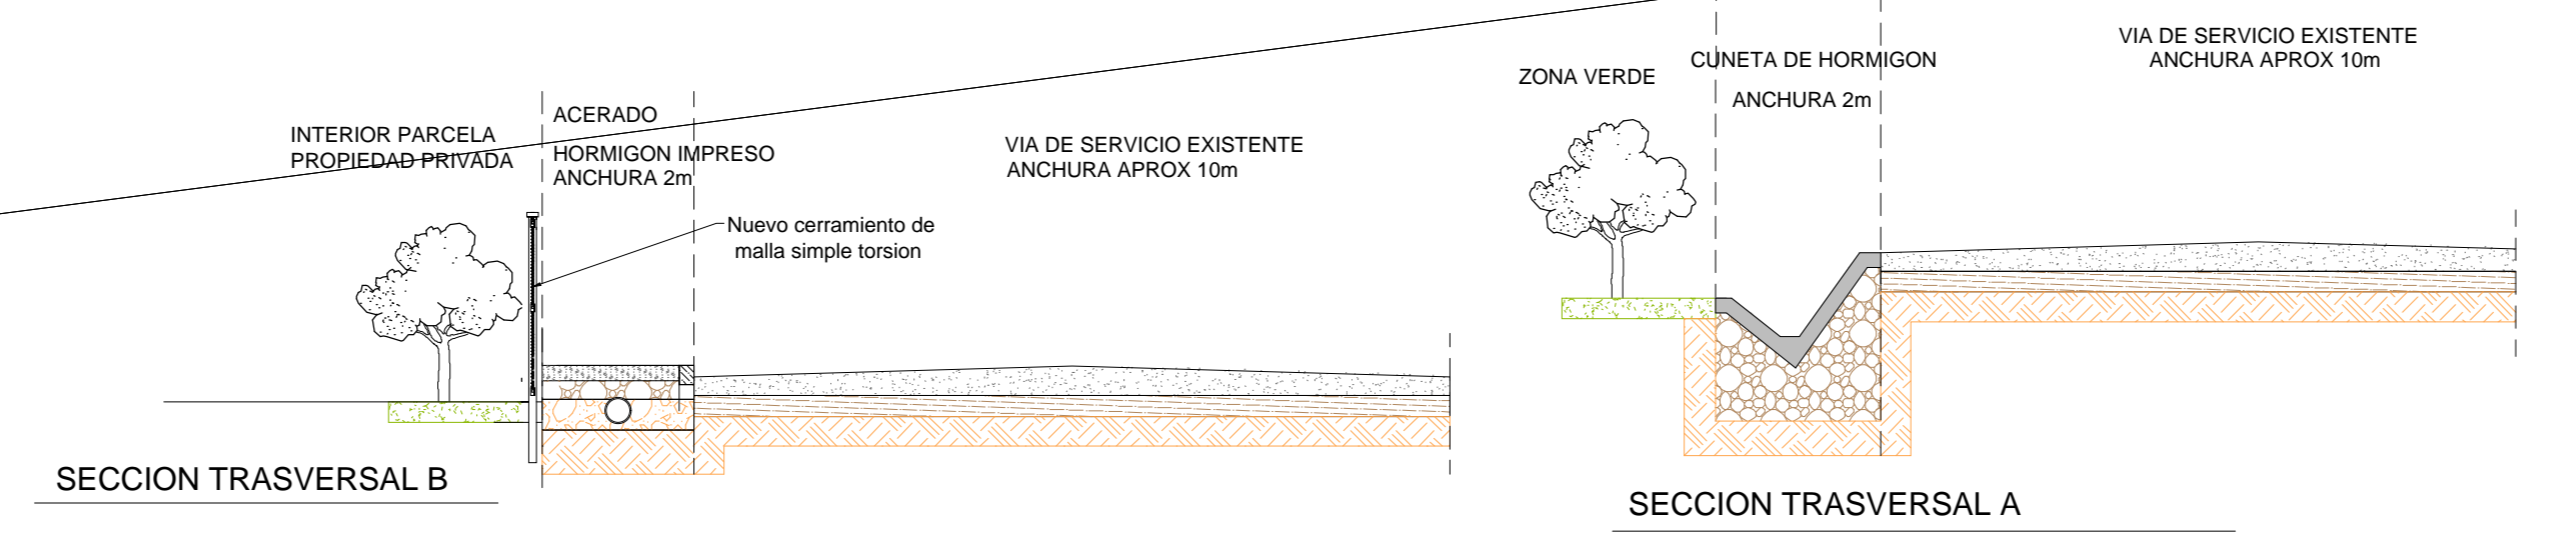 INTERIOR PARCELA
PROPIEDAD PRIVADA
ACERADO
HORMIGON IMPRESO
ANCHURA 2m
VIA DE SERVICIO EXISTENTE
ANCHURA APROX 10m
Nuevo cerramiento de
malla simple torsion
SECCION TRASVERSAL B
ZONA VERDE
CUNETA DE HORMIGON
ANCHURA 2m
VIA DE SERVICIO EXISTENTE
ANCHURA APROX 10m
SECCION TRASVERSAL A